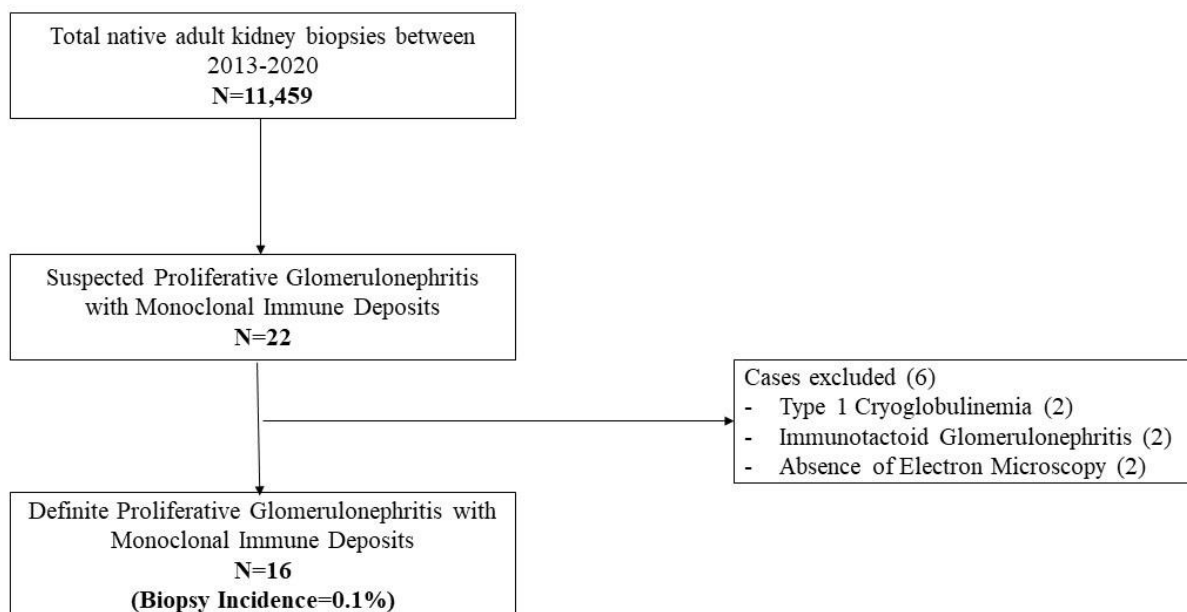 Total native adult kidney biopsies between
2013-2020
N=11,459
Suspected Proliferative Glomerulonephritis
with Monoclonal Immune Deposits
N=22
Cases excluded (6)
- Type 1 Cryoglobulinemia (2)
- Immunotactoid Glomerulonephritis (2)
- Absence of Electron Microscopy (2)
Definite Proliferative Glomerulonephritis with
Monoclonal Immune Deposits
N=16
(Biopsy Incidence=0.1%)